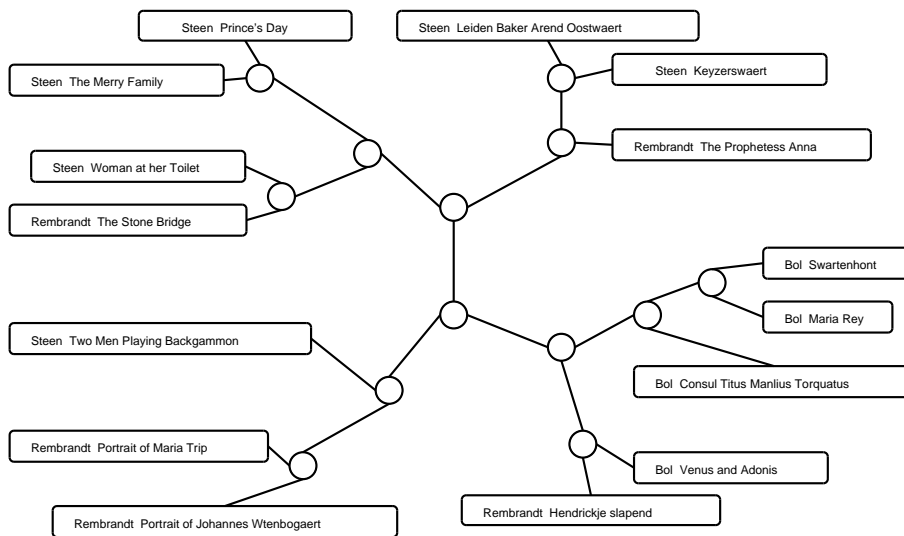 Steen Prince's Day
Steen Leiden Baker Arend Oostwaert
Steen The Merry Family
Steen Keyzerswaert
Rembrandt The Prophetess Anna
Steen Woman at her Toilet
Rembrandt The Stone Bridge
Bol Swartenhont
Bol Maria Rey
Steen Two Men Playing Backgammon
Bol Consul Titus Manlius Torquatus
Rembrandt Portrait of Maria Trip
Bol Venus and Adonis
Rembrandt Hendrickje slapend
Rembrandt Portrait of Johannes Wtenbogaert